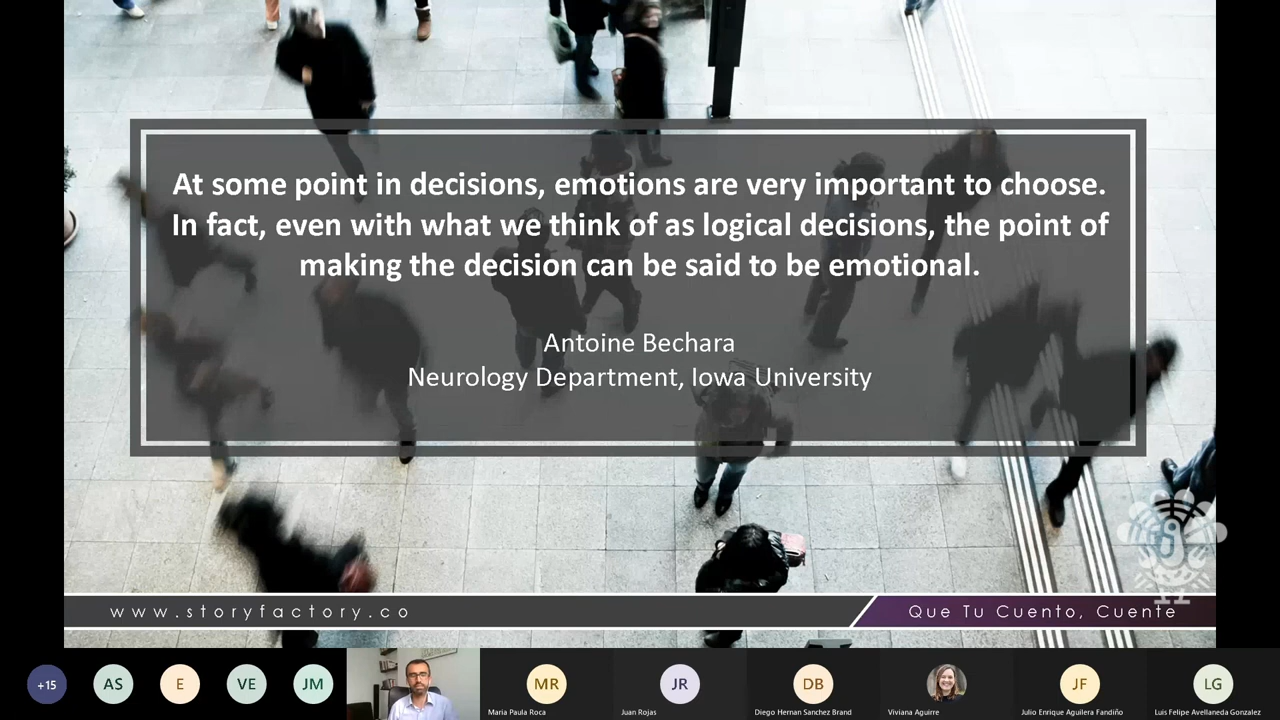 At some point in decisions, emotions are very important to choose.
In fact, even with what we think of as logical decisions, the point of
making the decision can be said to be emotional.
Antoine Bechara
Neurology Department, Iowa University
www.storyfactory.co
Que Tu Cuento, Cuente
+15
AS
E
VE
JM
MR
JR
DB
JF
LG
Maria Paula Roca
Juan Rojas
Diego Hernan Sanchez Brand
Viviana Aguirre
Julio Enrique Aguilera Fandiño
Luis Felipe Avellaneda Gonzalez